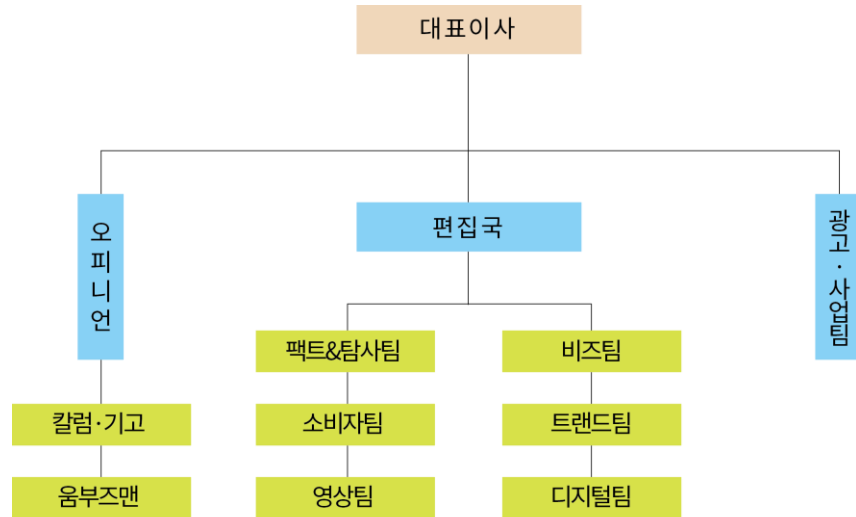 대표이사
오피니언
편집국
광고·사업팀
팩트&탐사팀
비즈팀
칼럼·기고
소비자팀
트랜드팀
움부즈맨
영상팀
디지털팀